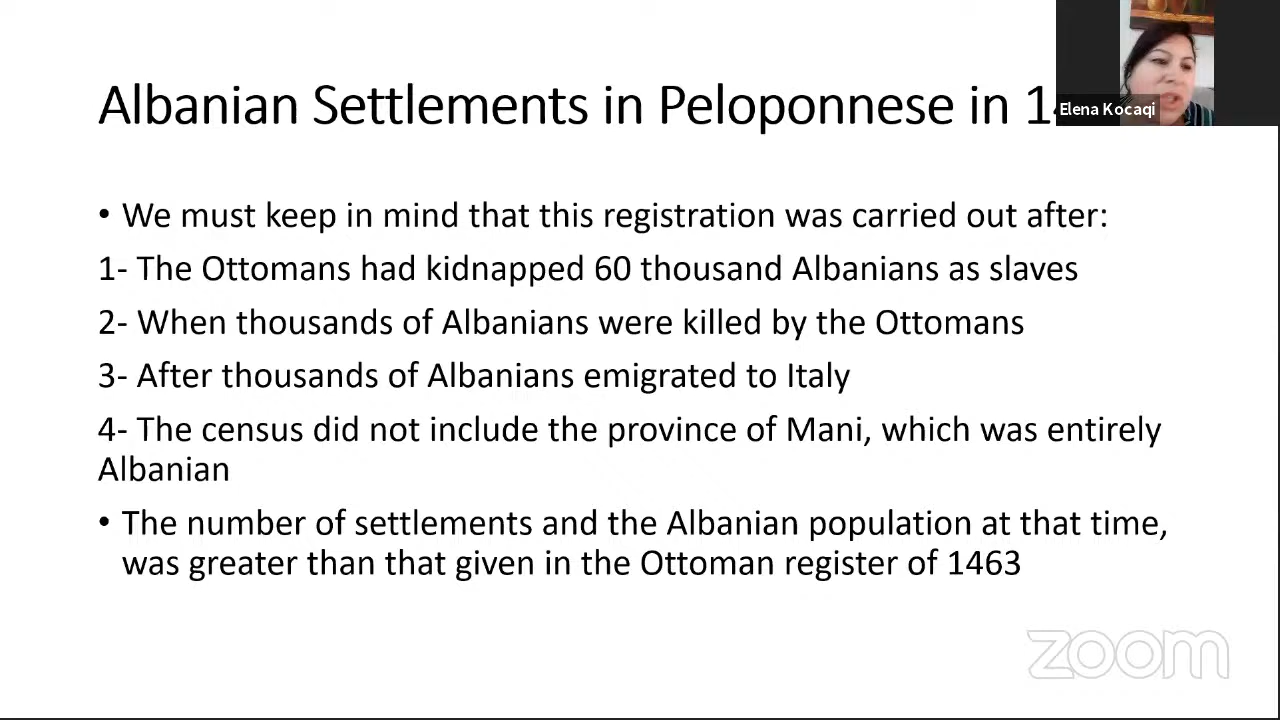 Albanian Settlements in Peloponnese in 1
Elena Kocaqi
• We must keep in mind that this registration was carried out after:
1- The Ottomans had kidnapped 60 thousand Albanians as slaves
2- When thousands of Albanians were killed by the Ottomans
3- After thousands of Albanians emigrated to Italy
4- The census did not include the province of Mani, which was entirely
Albanian
• The number of settlements and the Albanian population at that time,
was greater than that given in the Ottoman register of 1463
zoom